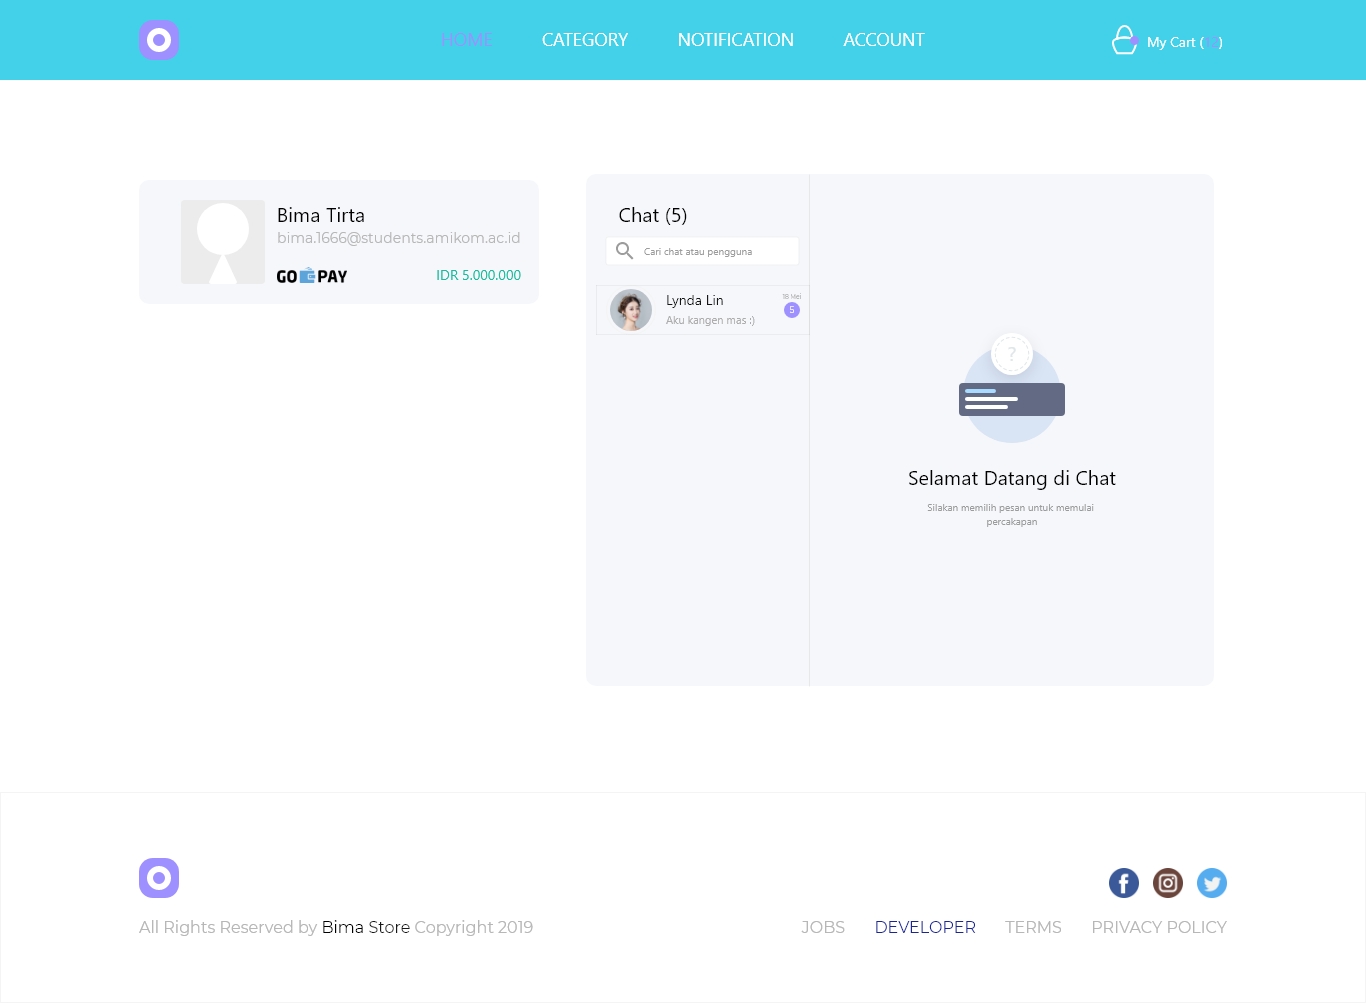 HOME CATEGORY NOTIFICATION ACCOUNT
My Cart (12)
Bima Tirta
bima.1666@students.amikom.ac.id
GO PAY
IDR 5.000.000
Chat (5)
Cari chat atau pengguna
Lynda Lin
18 Mei
Aku kangen mas :)
5
?
Selamat Datang di Chat
Silakan memilih pesan untuk memulai
percakapan
All Rights Reserved by Bima Store Copyright 2019
JOBS DEVELOPER TERMS PRIVACY POLICY